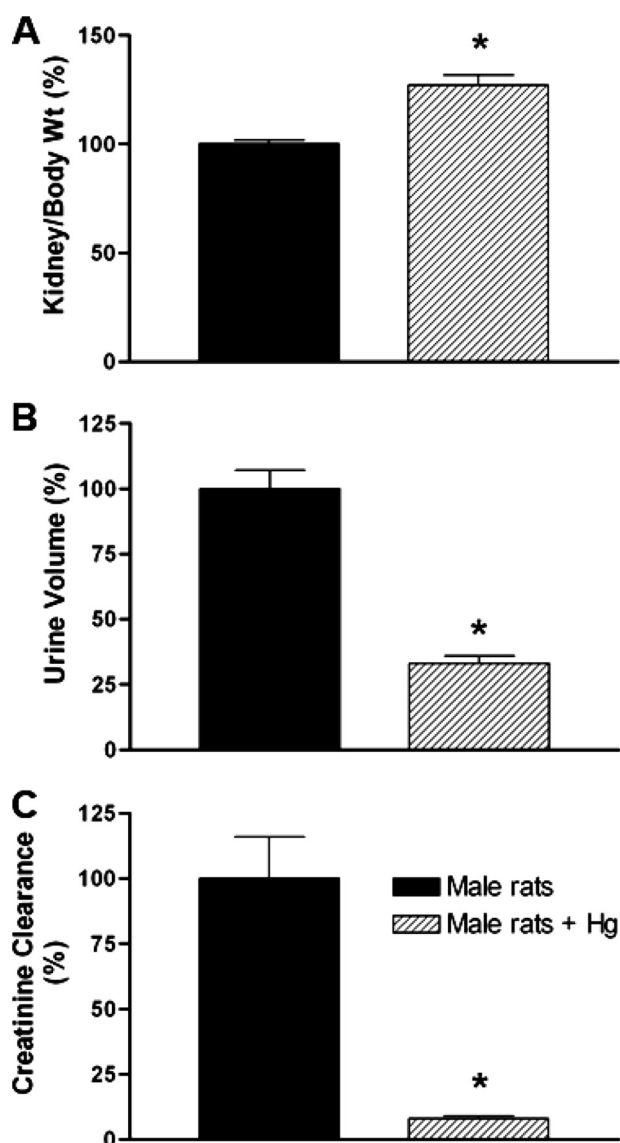 A
Kidney/Body Wt (%)
150
100
50
0
*
B
Urine Volume (%)
125
100
75
50
25
0
*
C
Creatinine Clearance
(%)
125
100
75
50
25
0
*
Male rats
Male rats + Hg